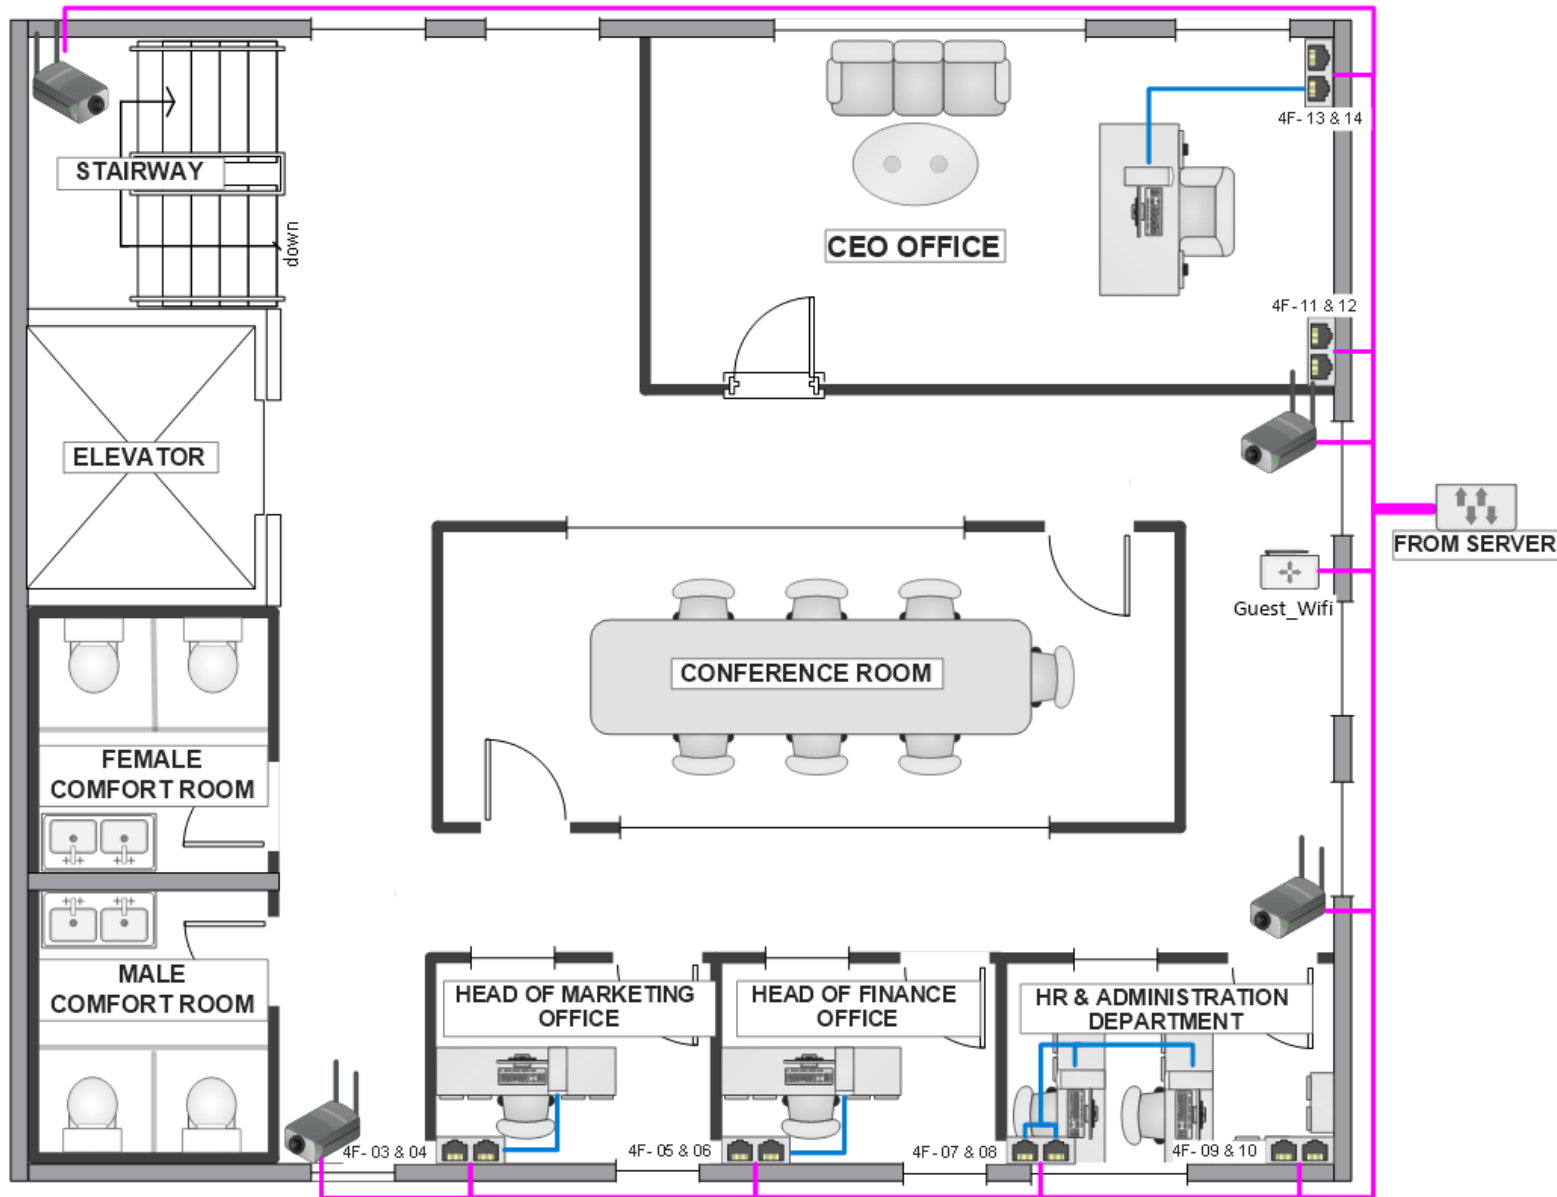 4F- 13 & 14
STAIRWAY
down
CEO OFFICE
4F- 11 & 12
ELEVATOR
FROM SERVER
Guest_Wifi
CONFERENCE ROOM
FEMALE
COMFORT ROOM
MALE
COMFORT ROOM
HEAD OF MARKETING
OFFICE
HEAD OF FINANCE
OFFICE
HR & ADMINISTRATION
DEPARTMENT
4F- 03 & 04
4F- 05 & 06
4F- 07 & 08
4F- 09 & 10